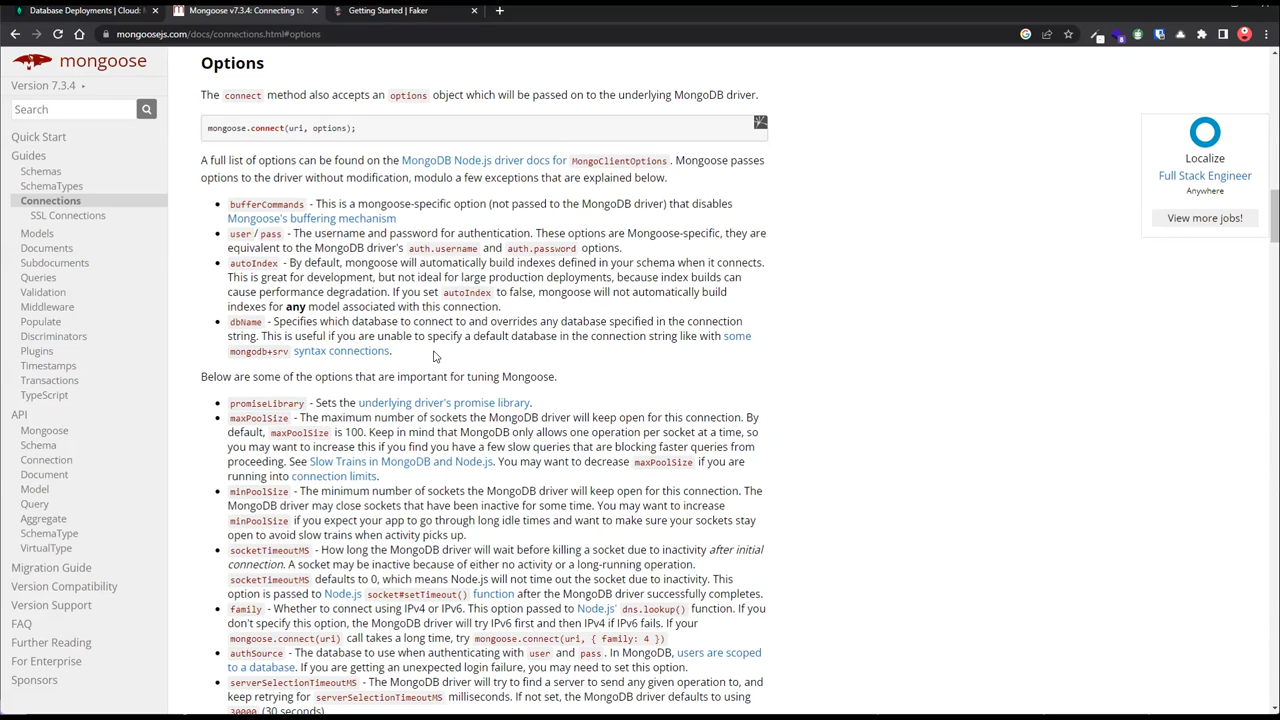 Database Deployments | Cloud: M
Mongoose v7.3.4: Connecting to
Getting Started | Faker
mongoosejs.com/docs/connections.html#options
mongoose
Version 7.3.4
Search
Quick Start
Guides
Schemas
SchemaTypes
Connections
SSL Connections
Models
Documents
Subdocuments
Queries
Validation
Middleware
Populate
Discriminators
Plugins
Timestamps
Transactions
TypeScript
API
Mongoose
Schema
Connection
Document
Model
Query
Aggregate
SchemaType
VirtualType
Migration Guide
Version Compatibility
Version Support
FAQ
Further Reading
For Enterprise
Sponsors
Options
The connect method also accepts an options object which will be passed on to the underlying MongoDB driver.
mongoose.connect(uri, options);
A full list of options can be found on the MongoDB Node.js driver docs for MongoClientOptions. Mongoose passes
options to the driver without modification, modulo a few exceptions that are explained below.
bufferCommands - This is a mongoose-specific option (not passed to the MongoDB driver) that disables
Mongoose's buffering mechanism
user/pass - The username and password for authentication. These options are Mongoose-specific, they are
equivalent to the MongoDB driver's auth.username and auth.password options.
autoIndex - By default, mongoose will automatically build indexes defined in your schema when it connects.
This is great for development, but not ideal for large production deployments, because index builds can
cause performance degradation. If you set autoIndex to false, mongoose will not automatically build
indexes for any model associated with this connection.
dbName - Specifies which database to connect to and overrides any database specified in the connection
string. This is useful if you are unable to specify a default database in the connection string like with some
mongodb+srv syntax connections.
Below are some of the options that are important for tuning Mongoose.
promiseLibrary - Sets the underlying driver's promise library.
maxPoolSize - The maximum number of sockets the MongoDB driver will keep open for this connection. By
default, maxPoolSize is 100. Keep in mind that MongoDB only allows one operation per socket at a time, so
you may want to increase this if you find you have a few slow queries that are blocking faster queries from
proceeding. See Slow Trains in MongoDB and Node.js. You may want to decrease maxPoolSize if you are
running into connection limits.
minPoolSize - The minimum number of sockets the MongoDB driver will keep open for this connection. The
MongoDB driver may close sockets that have been inactive for some time. You may want to increase
minPoolSize if you expect your app to go through long idle times and want to make sure your sockets stay
open to avoid slow trains when activity picks up.
socketTimeoutMS - How long the MongoDB driver will wait before killing a socket due to inactivity after initial
connection. A socket may be inactive because of either no activity or a long-running operation.
socketTimeoutMS defaults to 0, which means Node.js will not time out the socket due to inactivity. This
option is passed to Node.js socket#setTimeout() function after the MongoDB driver successfully completes.
family - Whether to connect using IPv4 or IPv6. This option passed to Node.js' dns.lookup() function. If you
don't specify this option, the MongoDB driver will try IPv6 first and then IPv4 if IPv6 fails. If your
mongoose.connect(uri) call takes a long time, try mongoose.connect(uri, { family: 4 })
authSource - The database to use when authenticating with user and pass. In MongoDB, users are scoped
to a database. If you are getting an unexpected login failure, you may need to set this option.
serverSelectionTimeoutMS - The MongoDB driver will try to find a server to send any given operation to, and
keep retrying for serverSelectionTimeoutMS milliseconds. If not set, the MongoDB driver defaults to using
30000 (30 seconds).
Localize
Full Stack Engineer
Anywhere
View more jobs!